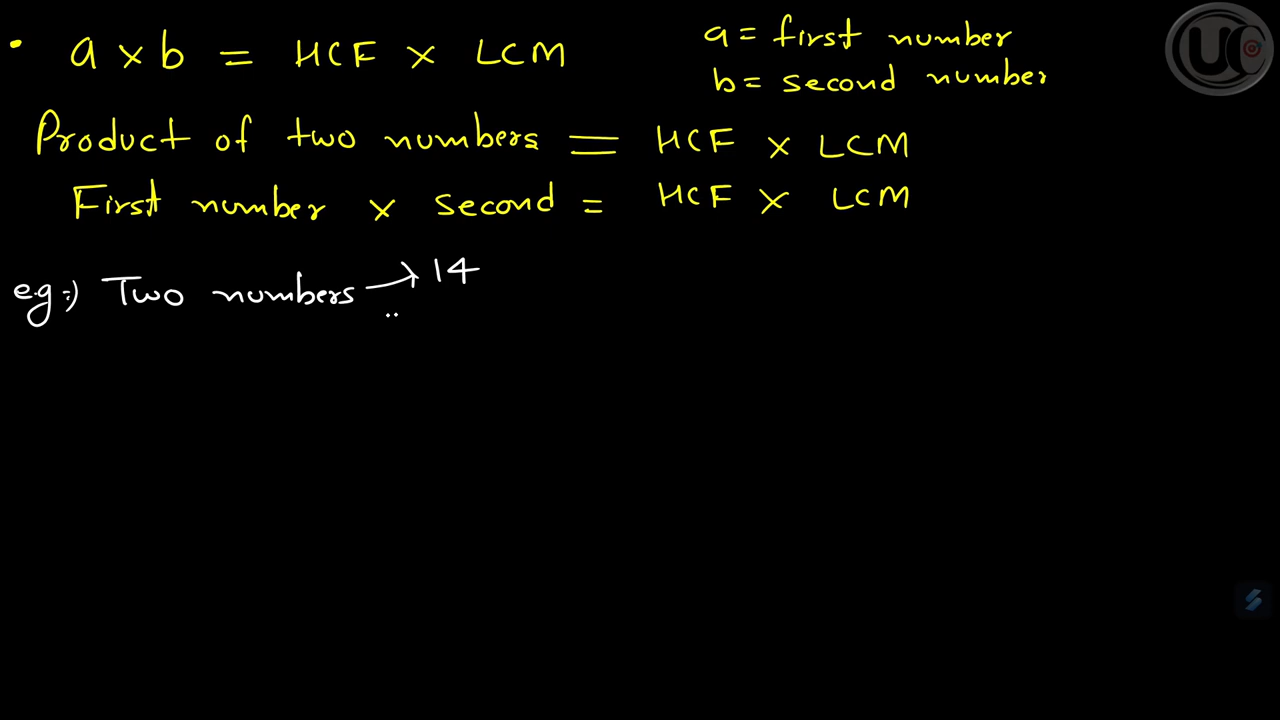 • a × b = HCF × LCM
a = first number
b = second number
Product of two numbers = HCF × LCM
First number × second = HCF × LCM
eg:) Two numbers → 14
UC